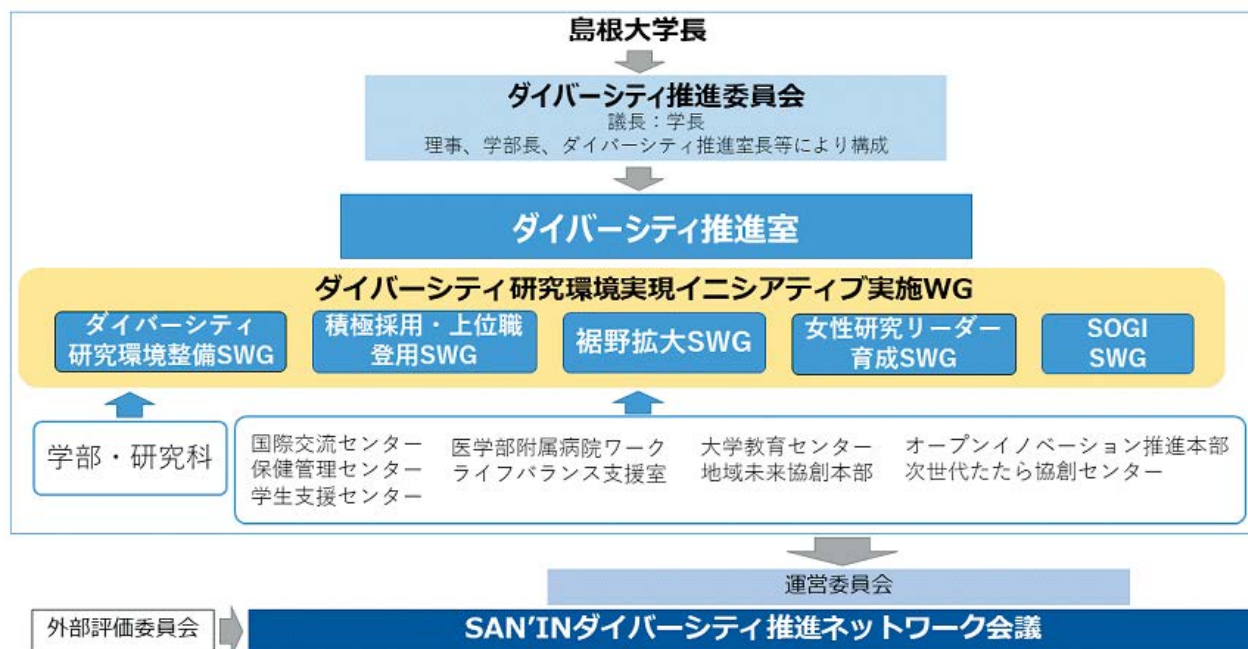 島根大学長
ダイバーシティ推進委員会
議長：学長
理事、学部長、ダイバーシティ推進室長等により構成
ダイバーシティ推進室
ダイバーシティ研究環境実現イニシアティブ実施WG
ダイバーシティ
研究環境整備SWG
積極採用・上位職
登用SWG
裾野拡大SWG
女性研究リーダー
育成SWG
SOGI
SWG
学部・研究科
国際交流センター
保健管理センター
学生支援センター
医学部附属病院ワーク
ライフバランス支援室
大学教育センター
地域未来協創本部
オープンイノベーション推進本部
次世代たたら協創センター
運営委員会
外部評価委員会
SAN'INダイバーシティ推進ネットワーク会議